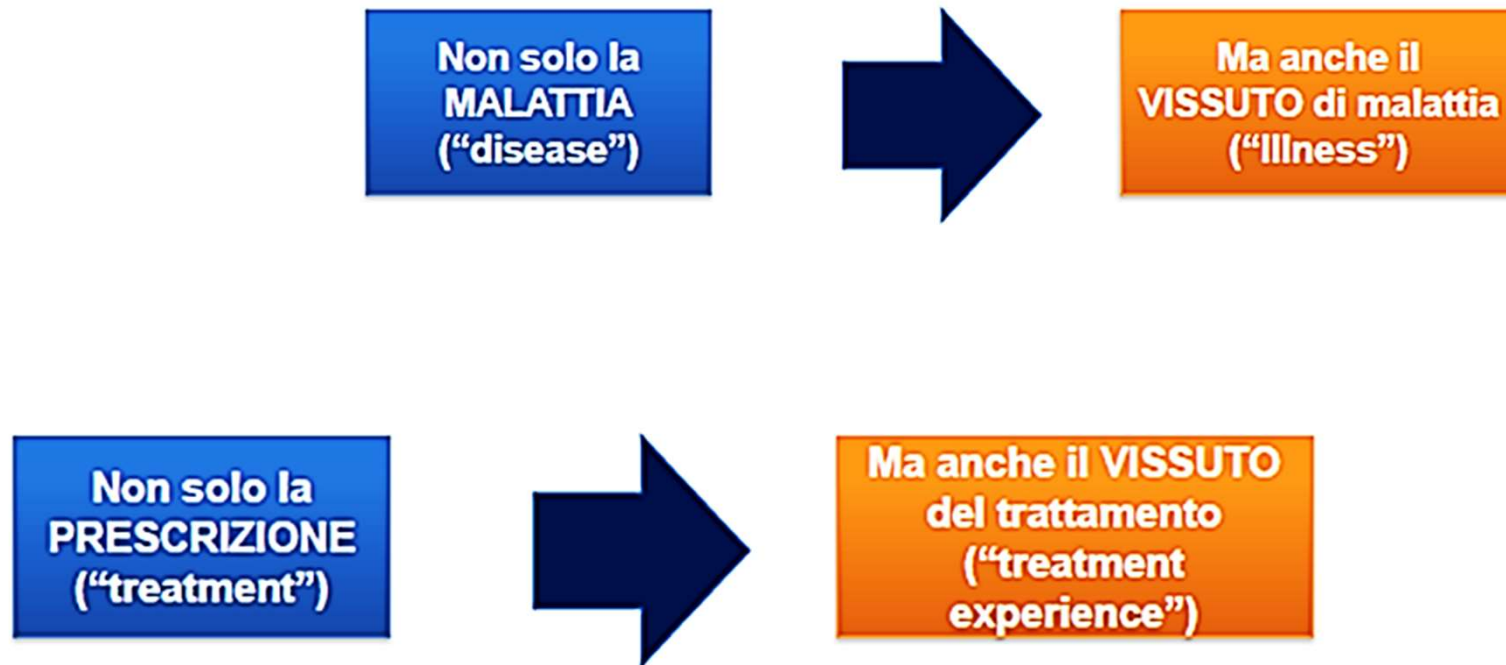 Non solo la
MALATTIA
(“disease”)
Ma anche il
VISSUTO di malattia
(“Illness”)
Non solo la
PRESCRIZIONE
(“treatment”)
Ma anche il VISSUTO
del trattamento
(“treatment
experience”)